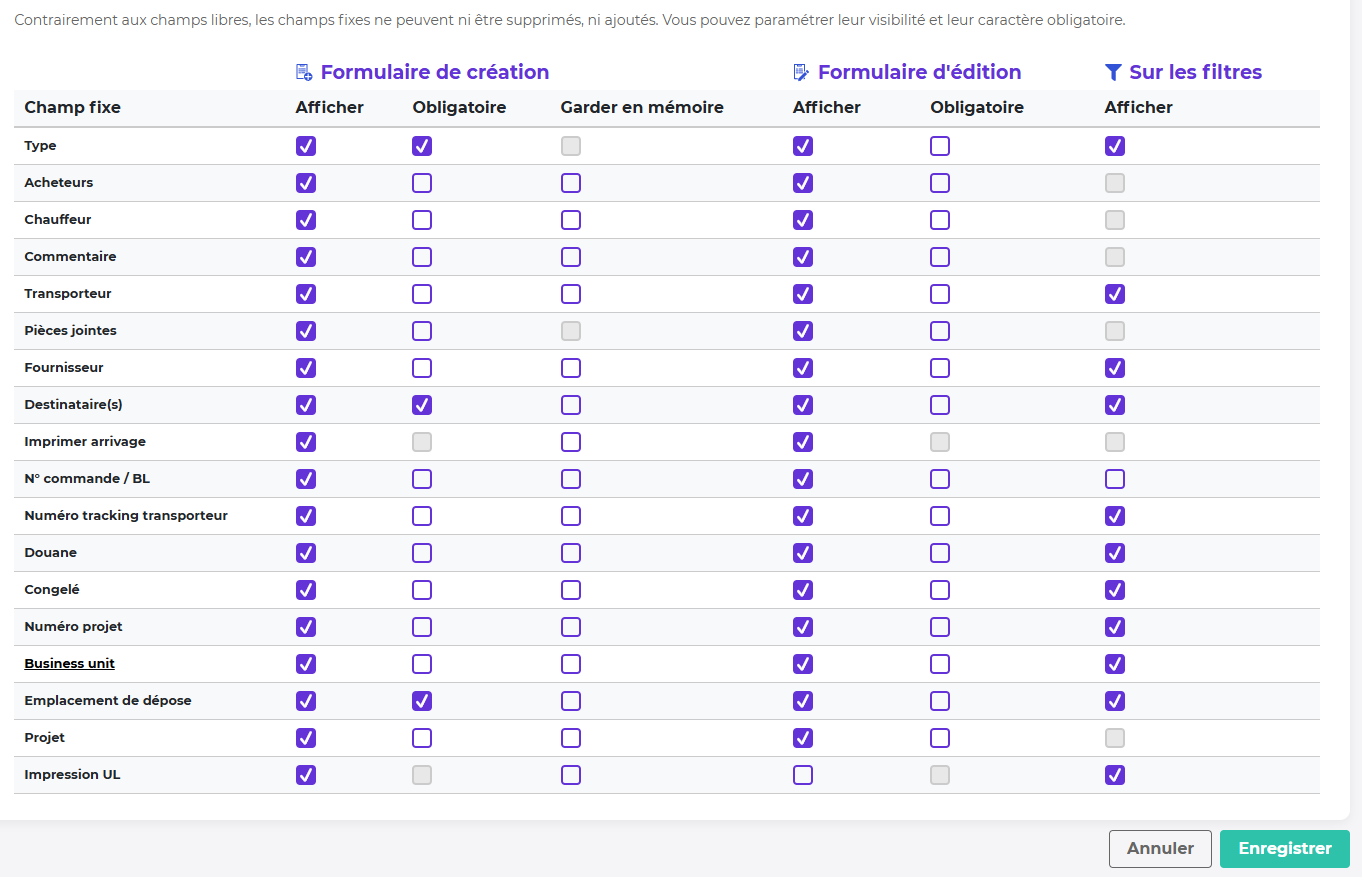 Contrairement aux champs libres, les champs fixes ne peuvent ni être supprimés, ni ajoutés. Vous pouvez paramétrer leur visibilité et leur caractère obligatoire.
Formulaire de création Formulaire d'édition Sur les filtres
Champ fixe Afficher Obligatoire Garder en mémoire Afficher Obligatoire Afficher
Type
Acheteurs
Chauffeur
Commentaire
Transporteur
Pièces jointes
Fournisseur
Destinataire(s)
Imprimer arrivage
N° commande / BL
Numéro tracking transporteur
Douane
Congelé
Numéro projet
Business unit
Emplacement de dépose
Projet
Impression UL
Annuler Enregistrer